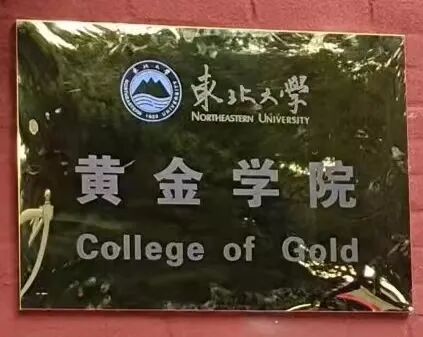 東北大學
NORTHEASTERN UNIVERSITY
黄金学院
College of Gold